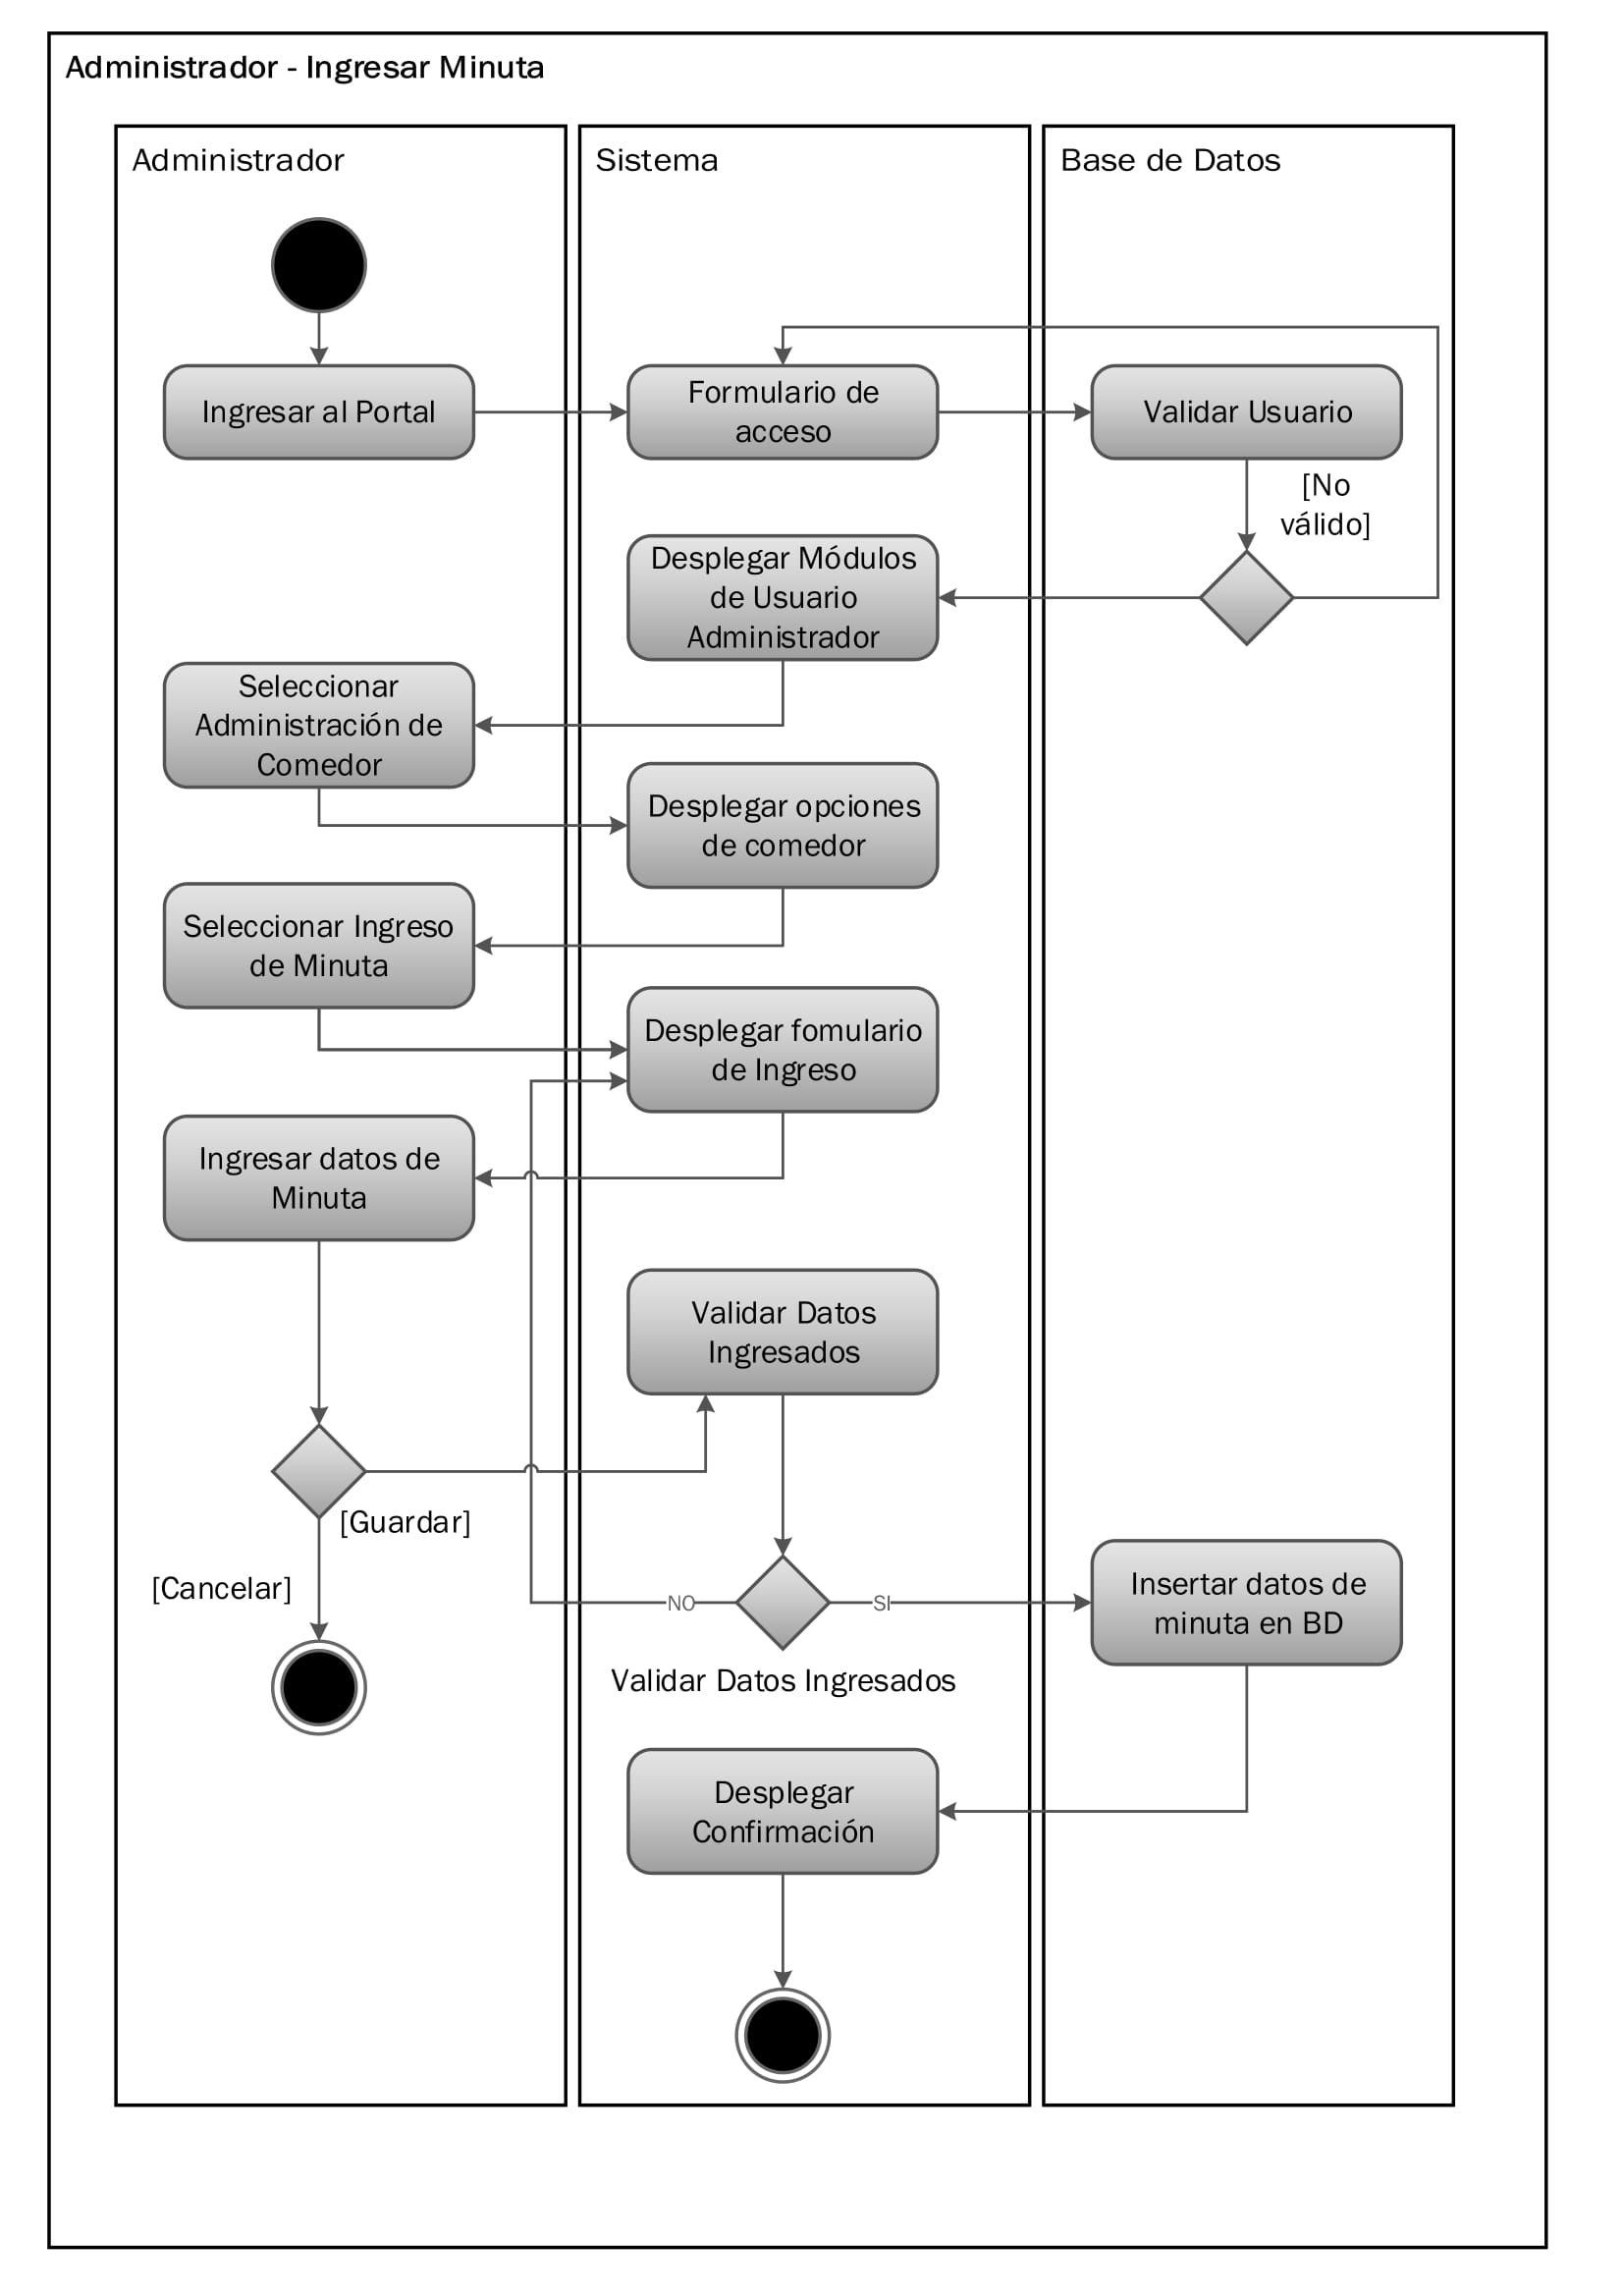 Administrador - Ingresar Minuta
Administrador
Sistema
Base de Datos
Ingresar al Portal
Formulario de
acceso
Validar Usuario
[No
válido]
Desplegar Módulos
de Usuario
Administrador
Seleccionar
Administración de
Comedor
Desplegar opciones
de comedor
Seleccionar Ingreso
de Minuta
Desplegar fomulario
de Ingreso
Ingresar datos de
Minuta
Validar Datos
Ingresados
[Guardar]
[Cancelar]
NO
SI
Insertar datos de
minuta en BD
Validar Datos Ingresados
Desplegar
Confirmación